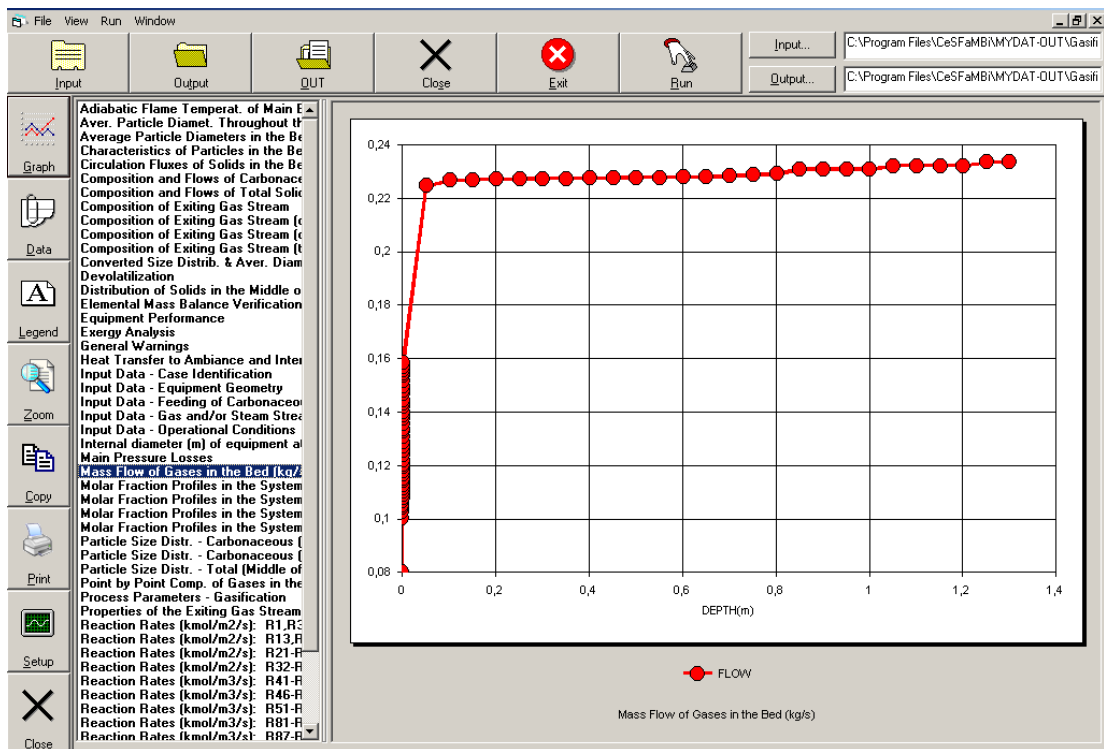 File View Run Window
Input Output OUT Close Exit Run
Input... C:\Program Files\CeSFaMBi\MYDAT-OUT\Gasifi
Output... C:\Program Files\CeSFaMBi\MYDAT-OUT\Gasifi
Graph
Data
Legend
Zoom
Copy
Print
Setup
Close
Adiabatic Flame Temperat. of Main B
Aver. Particle Diamet. Throughout th
Average Particle Diameters in the Be
Characteristics of Particles in the Be
Circulation Fluxes of Solids in the Be
Composition and Flows of Carbonace
Composition and Flows of Total Solid
Composition of Exiting Gas Stream
Composition of Exiting Gas Stream (d
Composition of Exiting Gas Stream (d
Composition of Exiting Gas Stream (t
Converted Size Distrib. & Aver. Diam
Devolatilization
Distribution of Solids in the Middle o
Elemental Mass Balance Verification
Equipment Performance
Exergy Analysis
General Warnings
Heat Transfer to Ambiance and Inter
Input Data - Case Identification
Input Data - Equipment Geometry
Input Data - Feeding of Carbonaceou
Input Data - Gas and/or Steam Strea
Input Data - Operational Conditions
Internal diameter (m) of equipment a
Main Pressure Losses
Mass Flow of Gases in the Bed (kg/s
Molar Fraction Profiles in the System
Molar Fraction Profiles in the System
Molar Fraction Profiles in the System
Molar Fraction Profiles in the System
Particle Size Distr. - Carbonaceous (
Particle Size Distr. - Carbonaceous (
Particle Size Distr. - Total (Middle of
Point by Point Comp. of Gases in the
Process Parameters - Gasification
Properties of the Exiting Gas Stream
Reaction Rates (kmol/m2/s): R1,R3
Reaction Rates (kmol/m2/s): R13,R
Reaction Rates (kmol/m2/s): R21-R
Reaction Rates (kmol/m2/s): R32-R
Reaction Rates (kmol/m3/s): R41-R
Reaction Rates (kmol/m3/s): R46-R
Reaction Rates (kmol/m3/s): R51-R
Reaction Rates (kmol/m3/s): R81-R
Reaction Rates (kmol/m3/s): R87-R
0,24
0,22
0,2
0,18
0,16
0,14
0,12
0,1
0,08
0 0,2 0,4 0,6 0,8 1 1,2 1,4
DEPTH(m)
FLOW
Mass Flow of Gases in the Bed (kg/s)